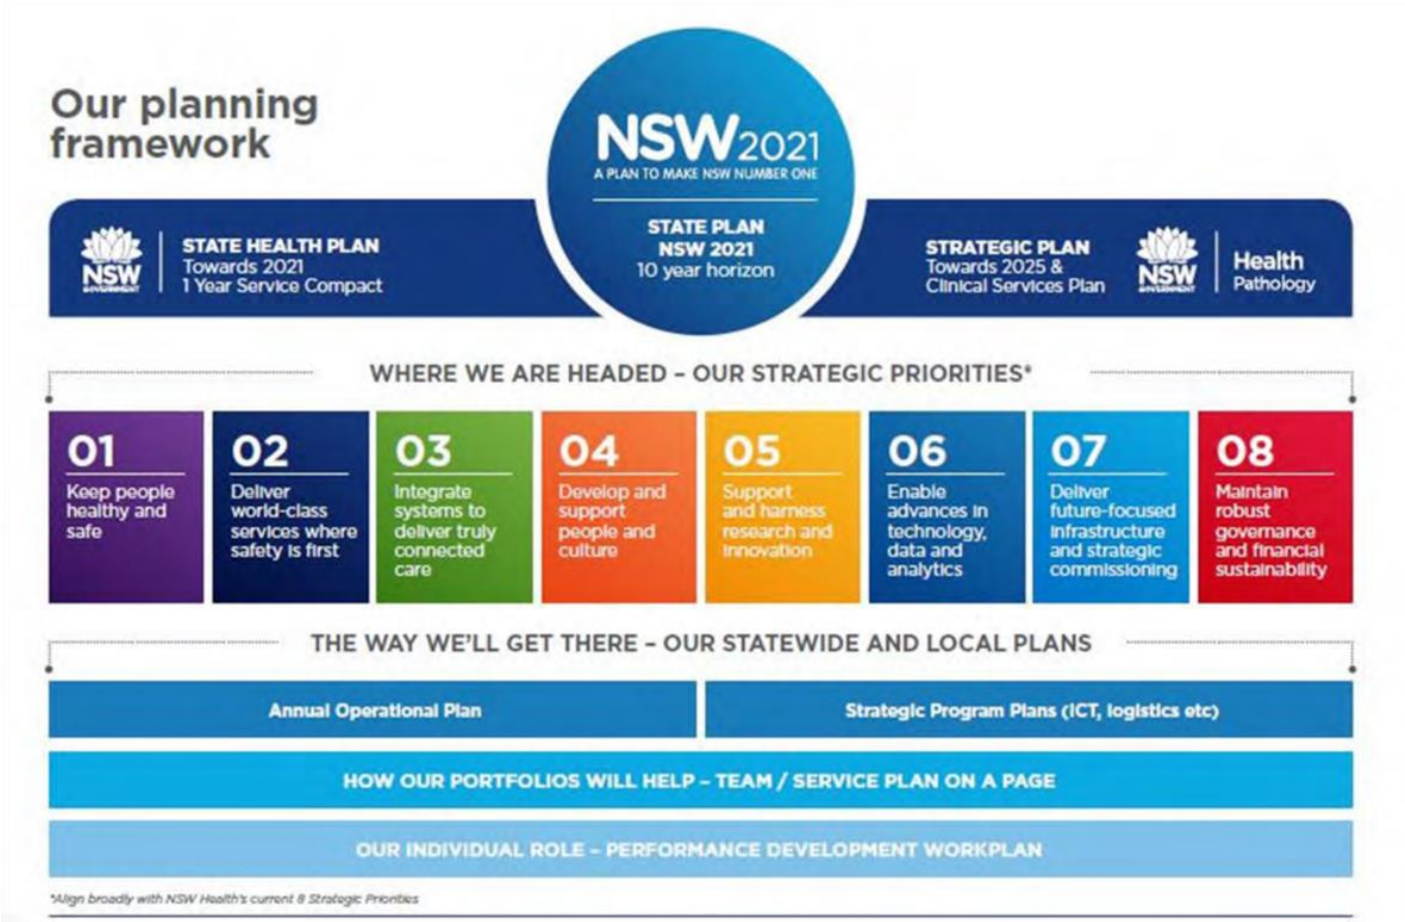 Our planning
framework
NSW 2021
A PLAN TO MAKE NSW NUMBER ONE
STATE PLAN
NSW 2021
10 year horizon
NSW
GOVERNMENT
STATE HEALTH PLAN
Towards 2021
1 Year Service Compact
STRATEGIC PLAN
Towards 2025 &
Clinical Services Plan
NSW
GOVERNMENT
Health
Pathology
WHERE WE ARE HEADED – OUR STRATEGIC PRIORITIES*
01
Keep people
healthy and
safe
02
Deliver
world-class
services where
safety is first
03
Integrate
systems to
deliver truly
connected
care
04
Develop and
support
people and
culture
05
Support
and harness
research and
innovation
06
Enable
advances in
technology,
data and
analytics
07
Deliver
future-focused
infrastructure
and strategic
commissioning
08
Maintain
robust
governance
and financial
sustainability
THE WAY WE'LL GET THERE – OUR STATEWIDE AND LOCAL PLANS
Annual Operational Plan
Strategic Program Plans (ICT, logistics etc)
HOW OUR PORTFOLIOS WILL HELP – TEAM / SERVICE PLAN ON A PAGE
OUR INDIVIDUAL ROLE – PERFORMANCE DEVELOPMENT WORKPLAN
*Align broadly with NSW Health's current 8 Strategic Priorities